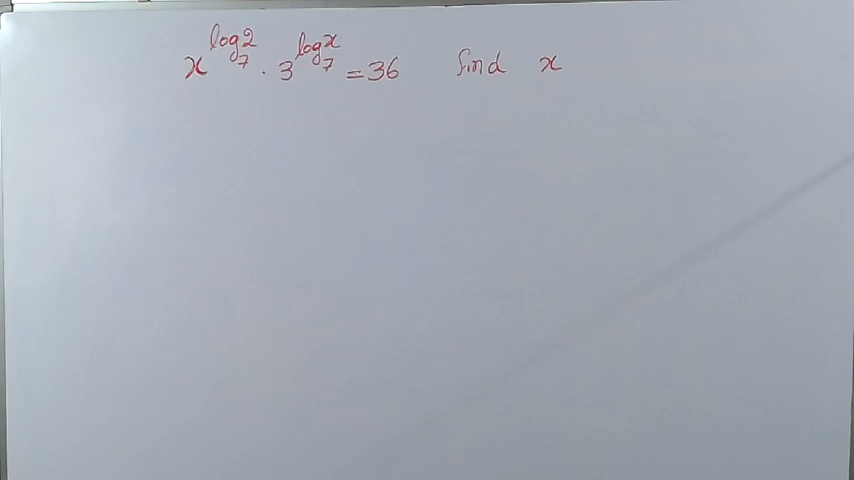 x^{log_7 2} · 3^{log_7 x} = 36 find x